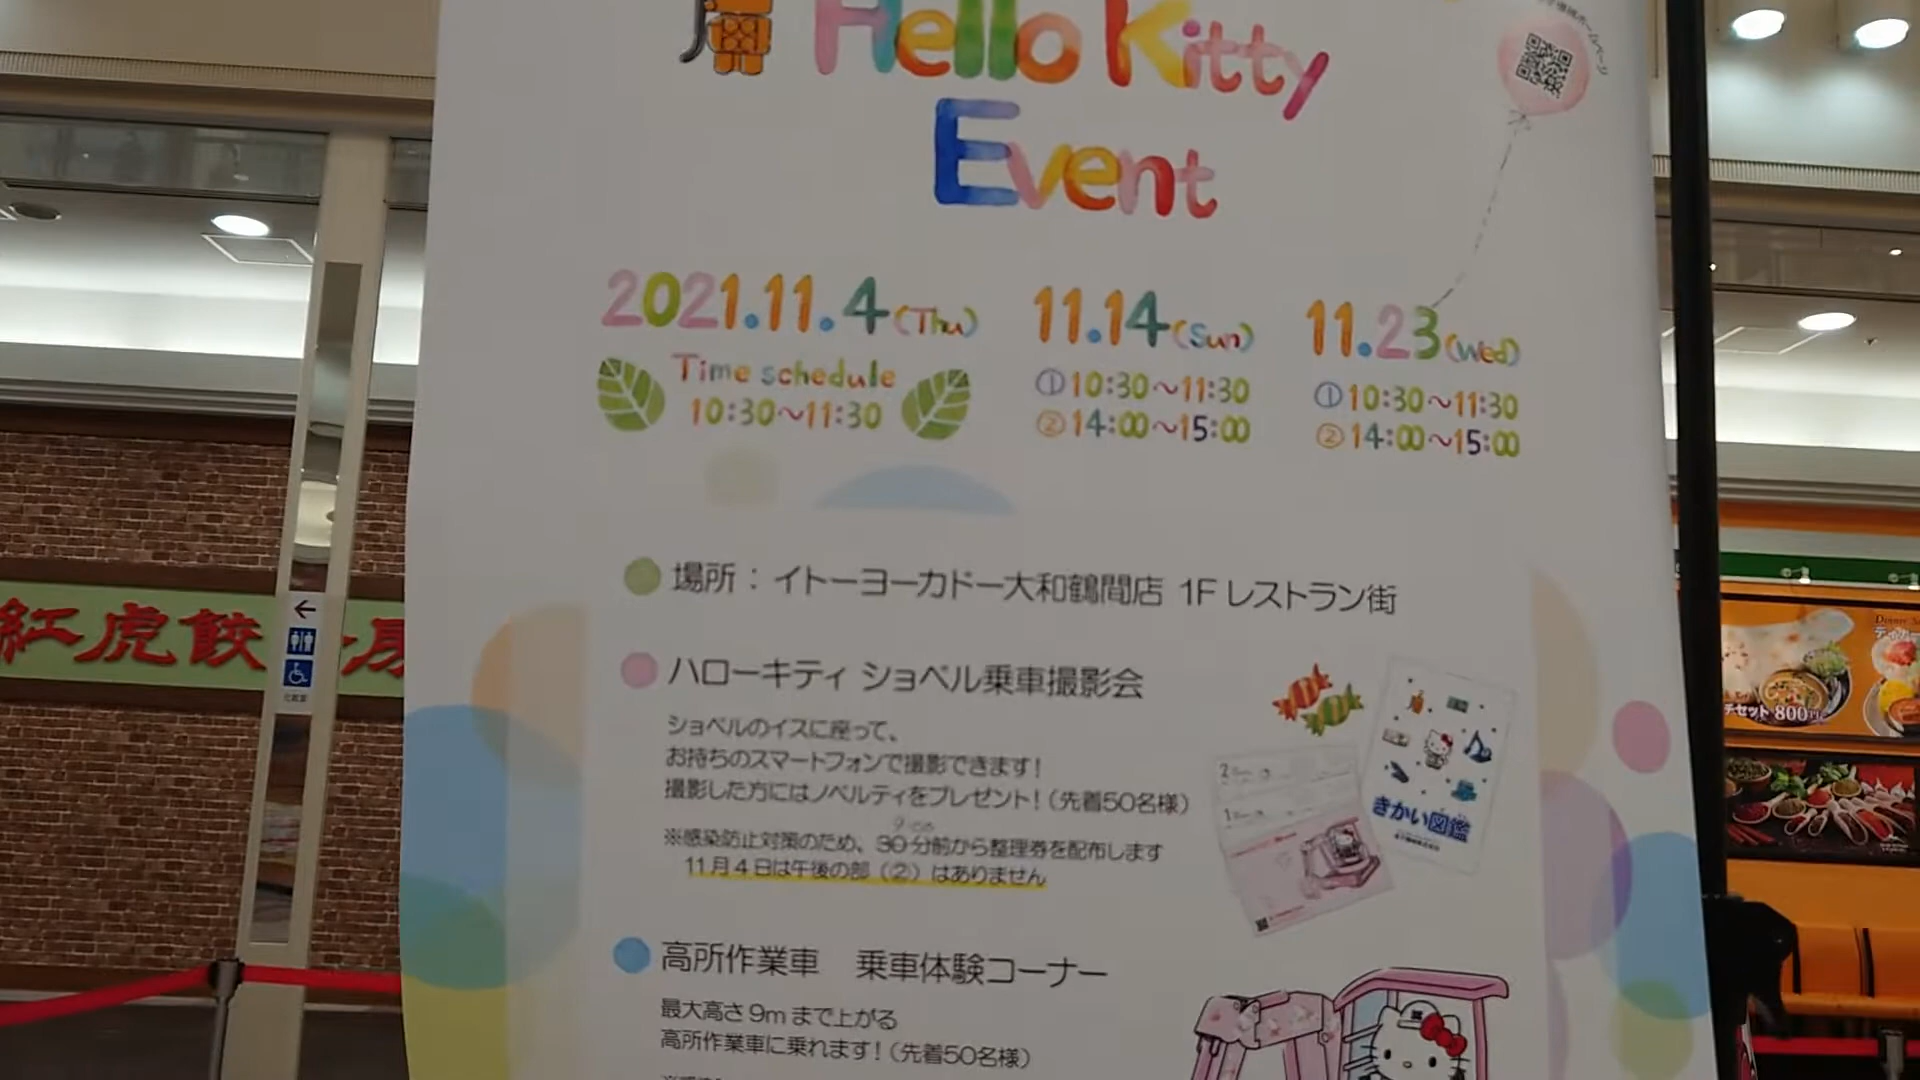 Hello Kitty
Event
2021.11.4(Thu)
Time schedule
10:30～11:30
11.14(Sun)
①10:30～11:30
②14:00～15:00
11.23(Wed)
①10:30～11:30
②14:00～15:00
場所：イトーヨーカドー大和鶴間店 1F レストラン街
ハローキティ ショベル乗車撮影会
ショベルのイスに座って、
お持ちのスマートフォンで撮影できます！
撮影した方にはノベルティをプレゼント！（先着50名様）
※感染防止対策のため、30分前から整理券を配布します
11月4日は午後の部（②）はありません
きかい図鑑
高所作業車 乗車体験コーナー
最大高さ9mまで上がる
高所作業車に乗れます！（先着50名様）
紅虎餃
房
セット 800円